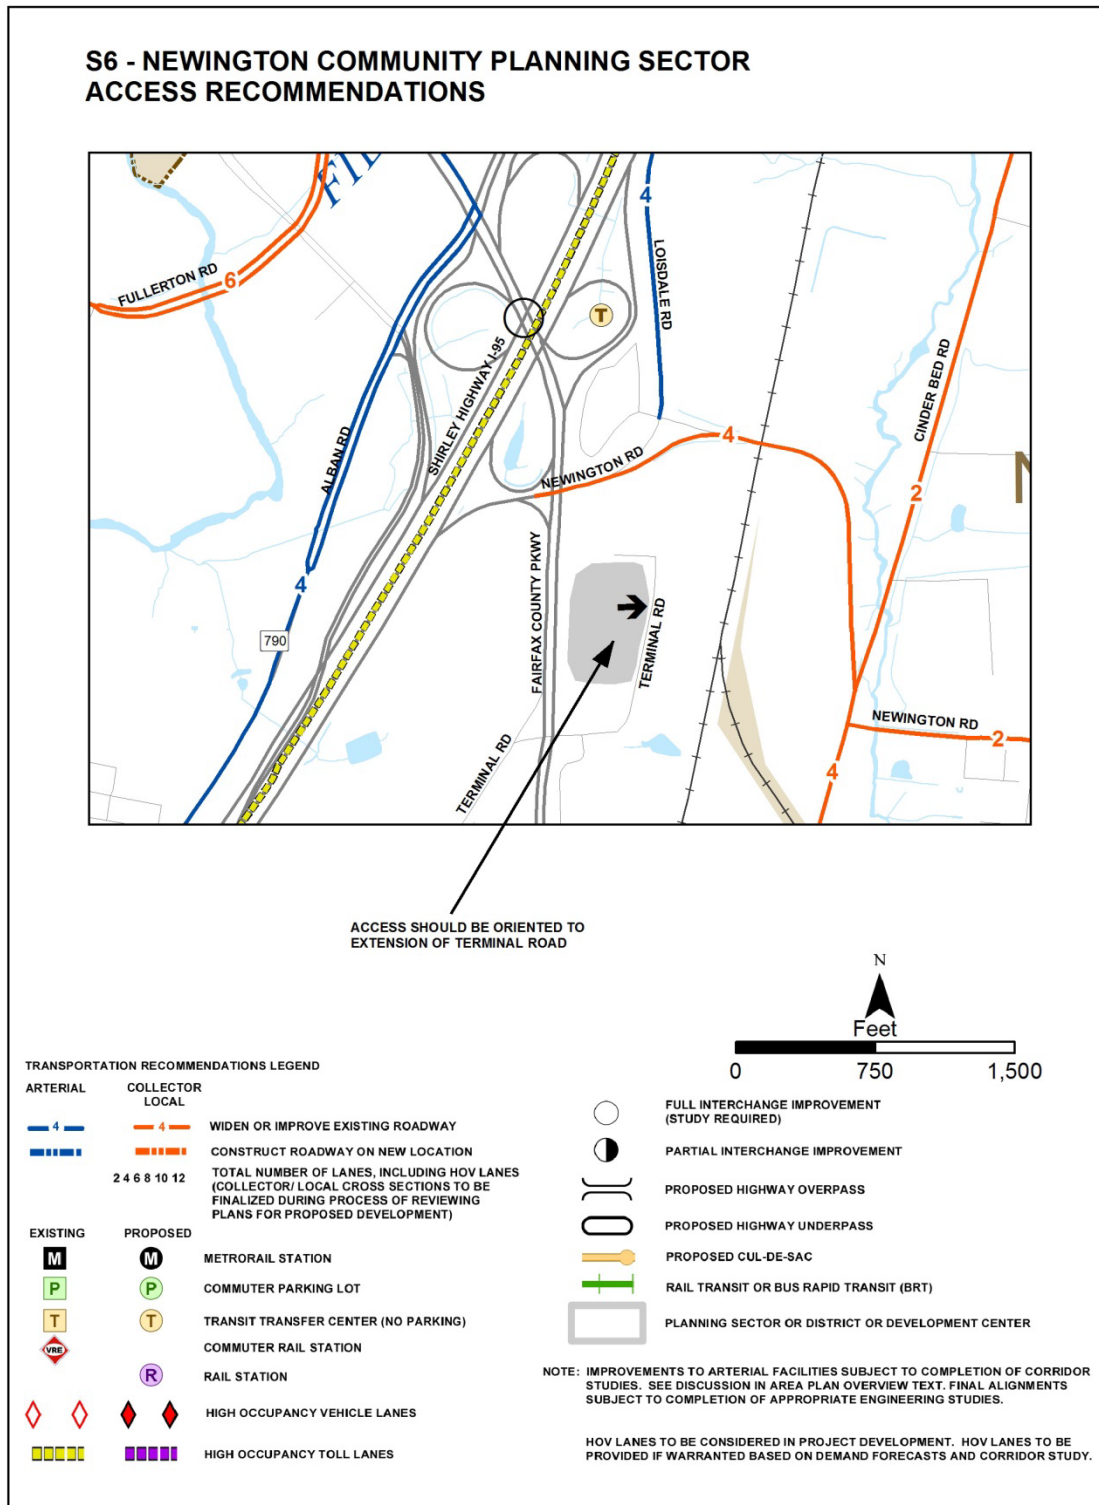 S6 - NEWINGTON COMMUNITY PLANNING SECTOR
ACCESS RECOMMENDATIONS
FULLERTON RD
6
4
LOISDALE RD
T
SHIRLEY HIGHWAY I-95
ALBAN RD
CINDER BED RD
4
NEWINGTON RD
2
4
790
FAIRFAX COUNTY PKWY
TERMINAL RD
NEWINGTON RD
2
4
TERMINAL RD
ACCESS SHOULD BE ORIENTED TO
EXTENSION OF TERMINAL ROAD
N
Feet
0 750 1,500
TRANSPORTATION RECOMMENDATIONS LEGEND
ARTERIAL COLLECTOR
LOCAL
4 4 WIDEN OR IMPROVE EXISTING ROADWAY
CONSTRUCT ROADWAY ON NEW LOCATION
2 4 6 8 10 12 TOTAL NUMBER OF LANES, INCLUDING HOV LANES
(COLLECTOR/ LOCAL CROSS SECTIONS TO BE
FINALIZED DURING PROCESS OF REVIEWING
PLANS FOR PROPOSED DEVELOPMENT)
EXISTING PROPOSED
M M METRORAIL STATION
P P COMMUTER PARKING LOT
T T TRANSIT TRANSFER CENTER (NO PARKING)
VRE COMMUTER RAIL STATION
R RAIL STATION
HIGH OCCUPANCY VEHICLE LANES
HIGH OCCUPANCY TOLL LANES
FULL INTERCHANGE IMPROVEMENT
(STUDY REQUIRED)
PARTIAL INTERCHANGE IMPROVEMENT
PROPOSED HIGHWAY OVERPASS
PROPOSED HIGHWAY UNDERPASS
PROPOSED CUL-DE-SAC
RAIL TRANSIT OR BUS RAPID TRANSIT (BRT)
PLANNING SECTOR OR DISTRICT OR DEVELOPMENT CENTER
NOTE: IMPROVEMENTS TO ARTERIAL FACILITIES SUBJECT TO COMPLETION OF CORRIDOR
STUDIES. SEE DISCUSSION IN AREA PLAN OVERVIEW TEXT. FINAL ALIGNMENTS
SUBJECT TO COMPLETION OF APPROPRIATE ENGINEERING STUDIES.
HOV LANES TO BE CONSIDERED IN PROJECT DEVELOPMENT. HOV LANES TO BE
PROVIDED IF WARRANTED BASED ON DEMAND FORECASTS AND CORRIDOR STUDY.